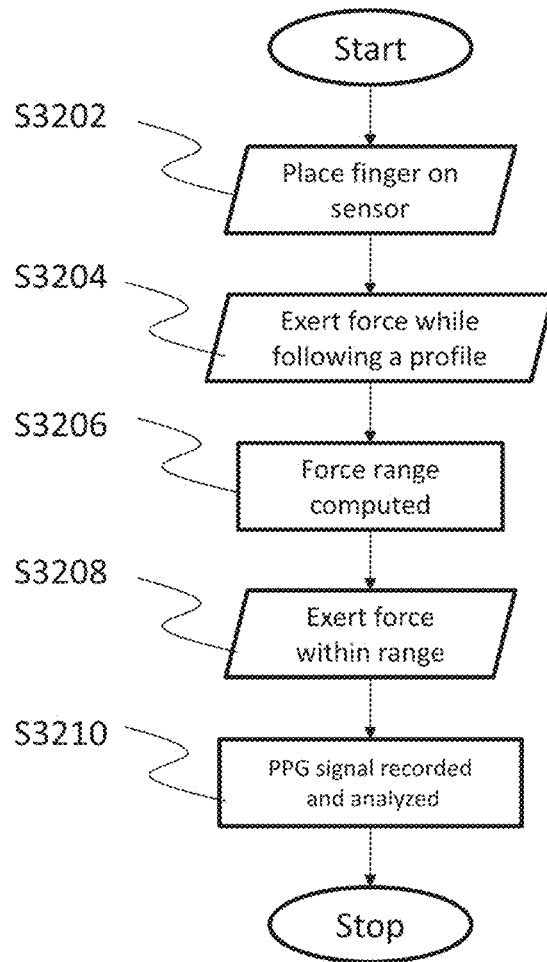 Start
S3202
Place finger on
sensor
S3204
Exert force while
following a profile
S3206
Force range
computed
S3208
Exert force
within range
S3210
PPG signal recorded
and analyzed
Stop